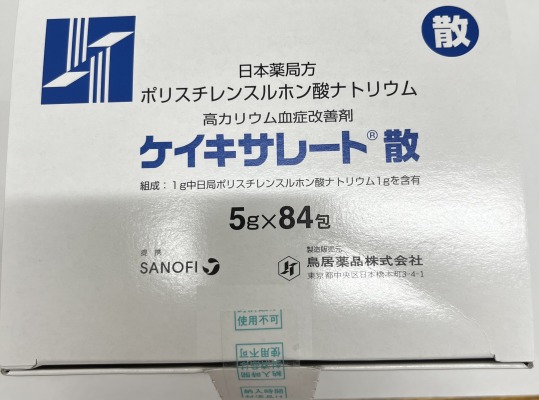 散
日本薬局方
ポリスチレンスルホン酸ナトリウム
高カリウム血症改善剤
ケイキサレート®散
組成：1g中日局ポリスチレンスルホン酸ナトリウム1gを含有
5g×84包
提携
SANOFI
製造販売元
鳥居薬品株式会社
東京都中央区日本橋本町3-4-1
使用不可
使用不可